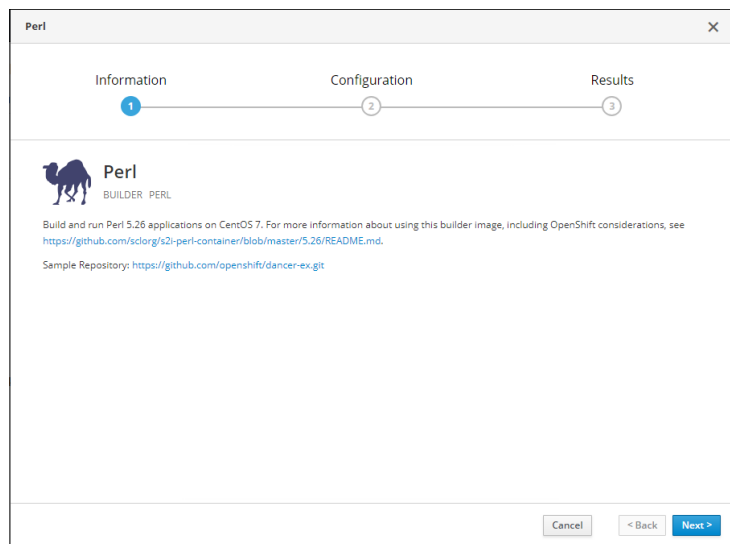 Perl
Information
Configuration
Results
1
2
3
Perl
BUILDER PERL
Build and run Perl 5.26 applications on CentOS 7. For more information about using this builder image, including OpenShift considerations, see
https://github.com/sclorg/s2i-perl-container/blob/master/5.26/README.md.
Sample Repository: https://github.com/openshift/dancer-ex.git
Cancel
< Back
Next >